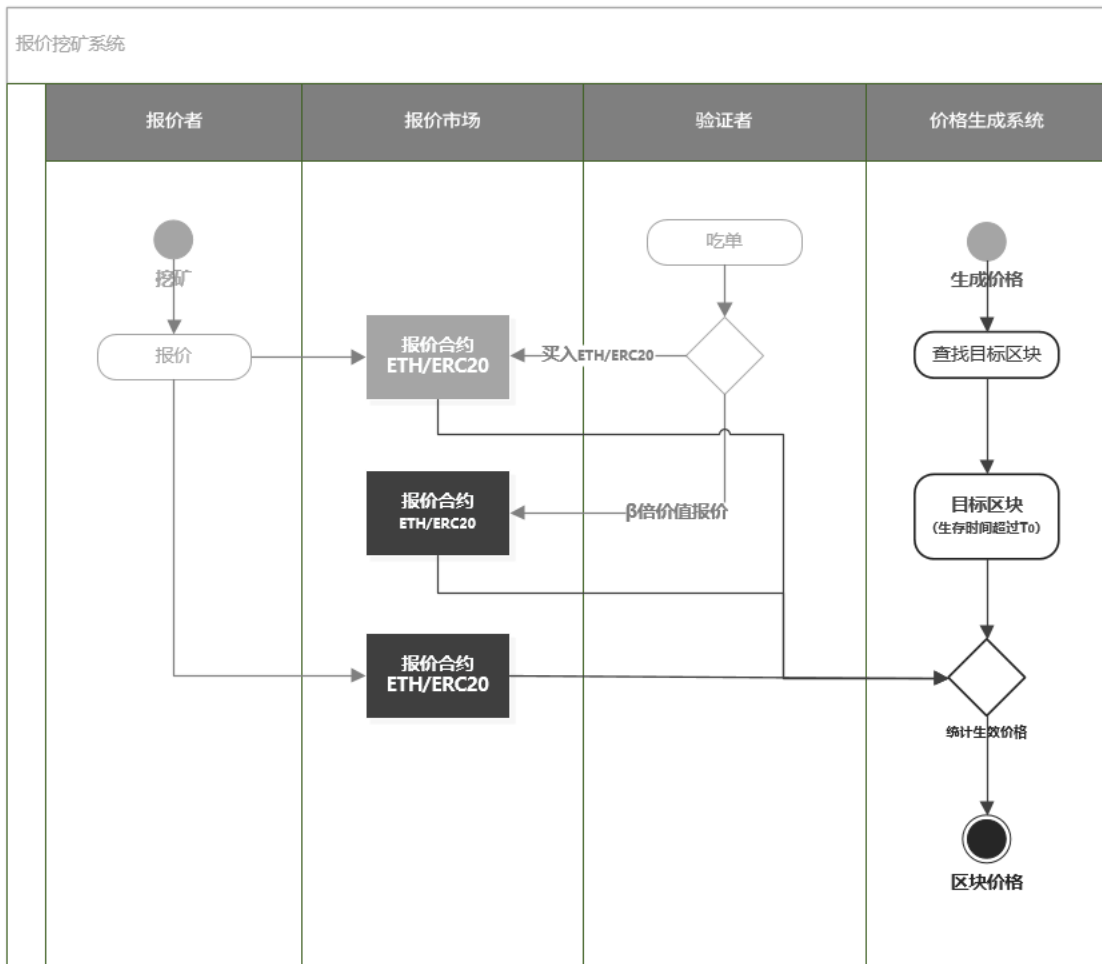 报价挖矿系统
报价者
报价市场
验证者
价格生成系统
挖矿
吃单
生成价格
报价
报价合约
ETH/ERC20
买入ETH/ERC20
查找目标区块
报价合约
ETH/ERC20
β倍价值报价
目标区块
(生存时间超过T0)
报价合约
ETH/ERC20
统计生效价格
区块价格